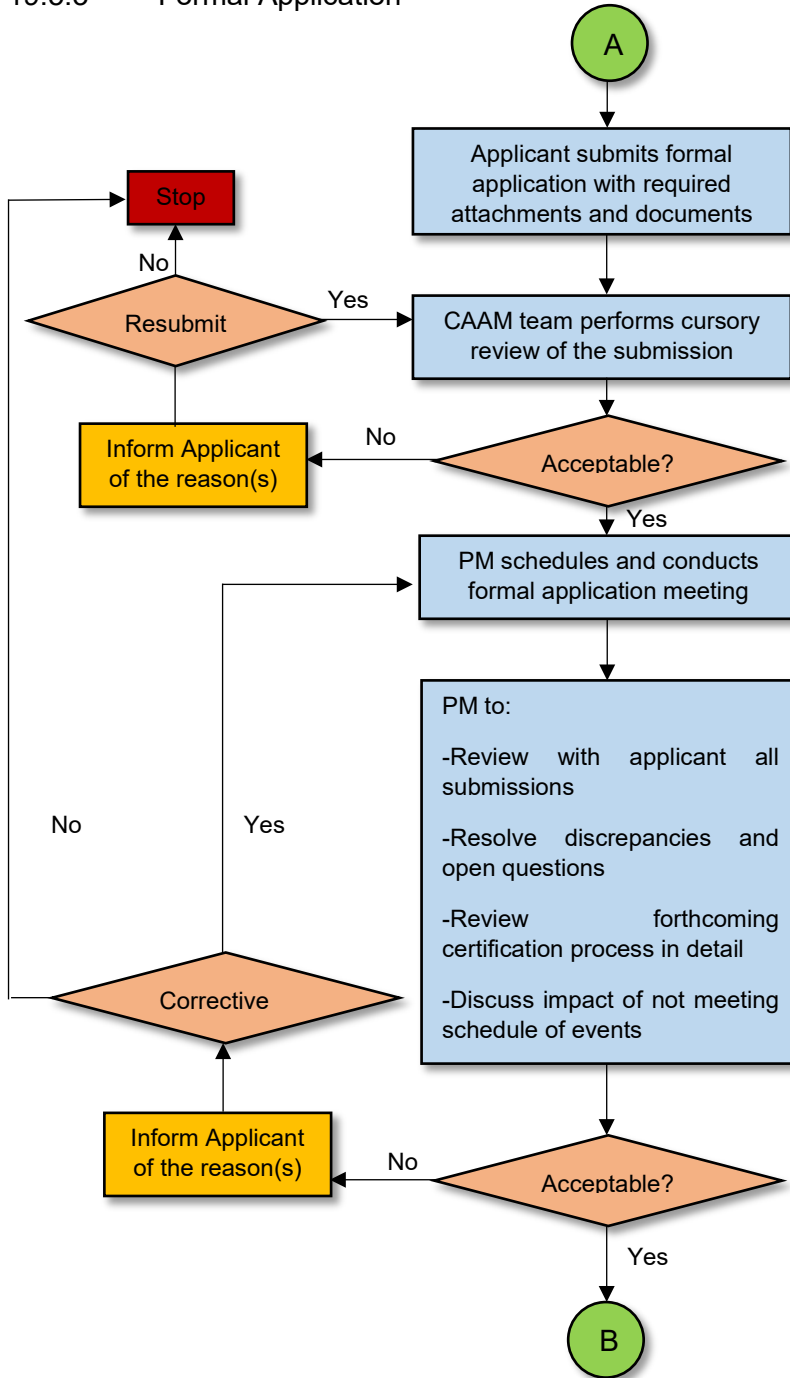 Formal Application
A
Applicant submits formal
application with required
attachments and documents
Stop
No
Resubmit
Yes
CAAM team performs cursory
review of the submission
Inform Applicant
of the reason(s)
No
Acceptable?
Yes
PM schedules and conducts
formal application meeting
PM to:
-Review with applicant all
submissions
-Resolve discrepancies and
open questions
-Review forthcoming
certification process in detail
-Discuss impact of not meeting
schedule of events
No
Yes
Corrective
Inform Applicant
of the reason(s)
No
Acceptable?
Yes
B